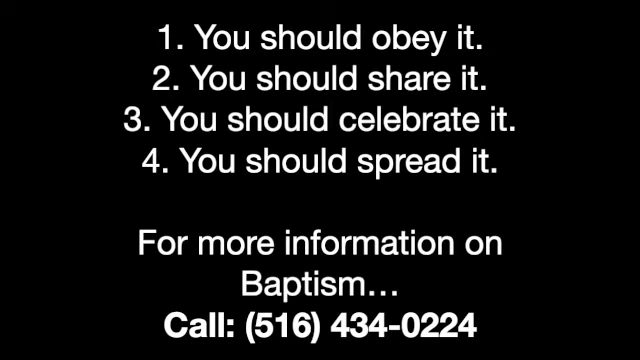 1. You should obey it.
2. You should share it.
3. You should celebrate it.
4. You should spread it.
For more information on
Baptism…
Call: (516) 434-0224